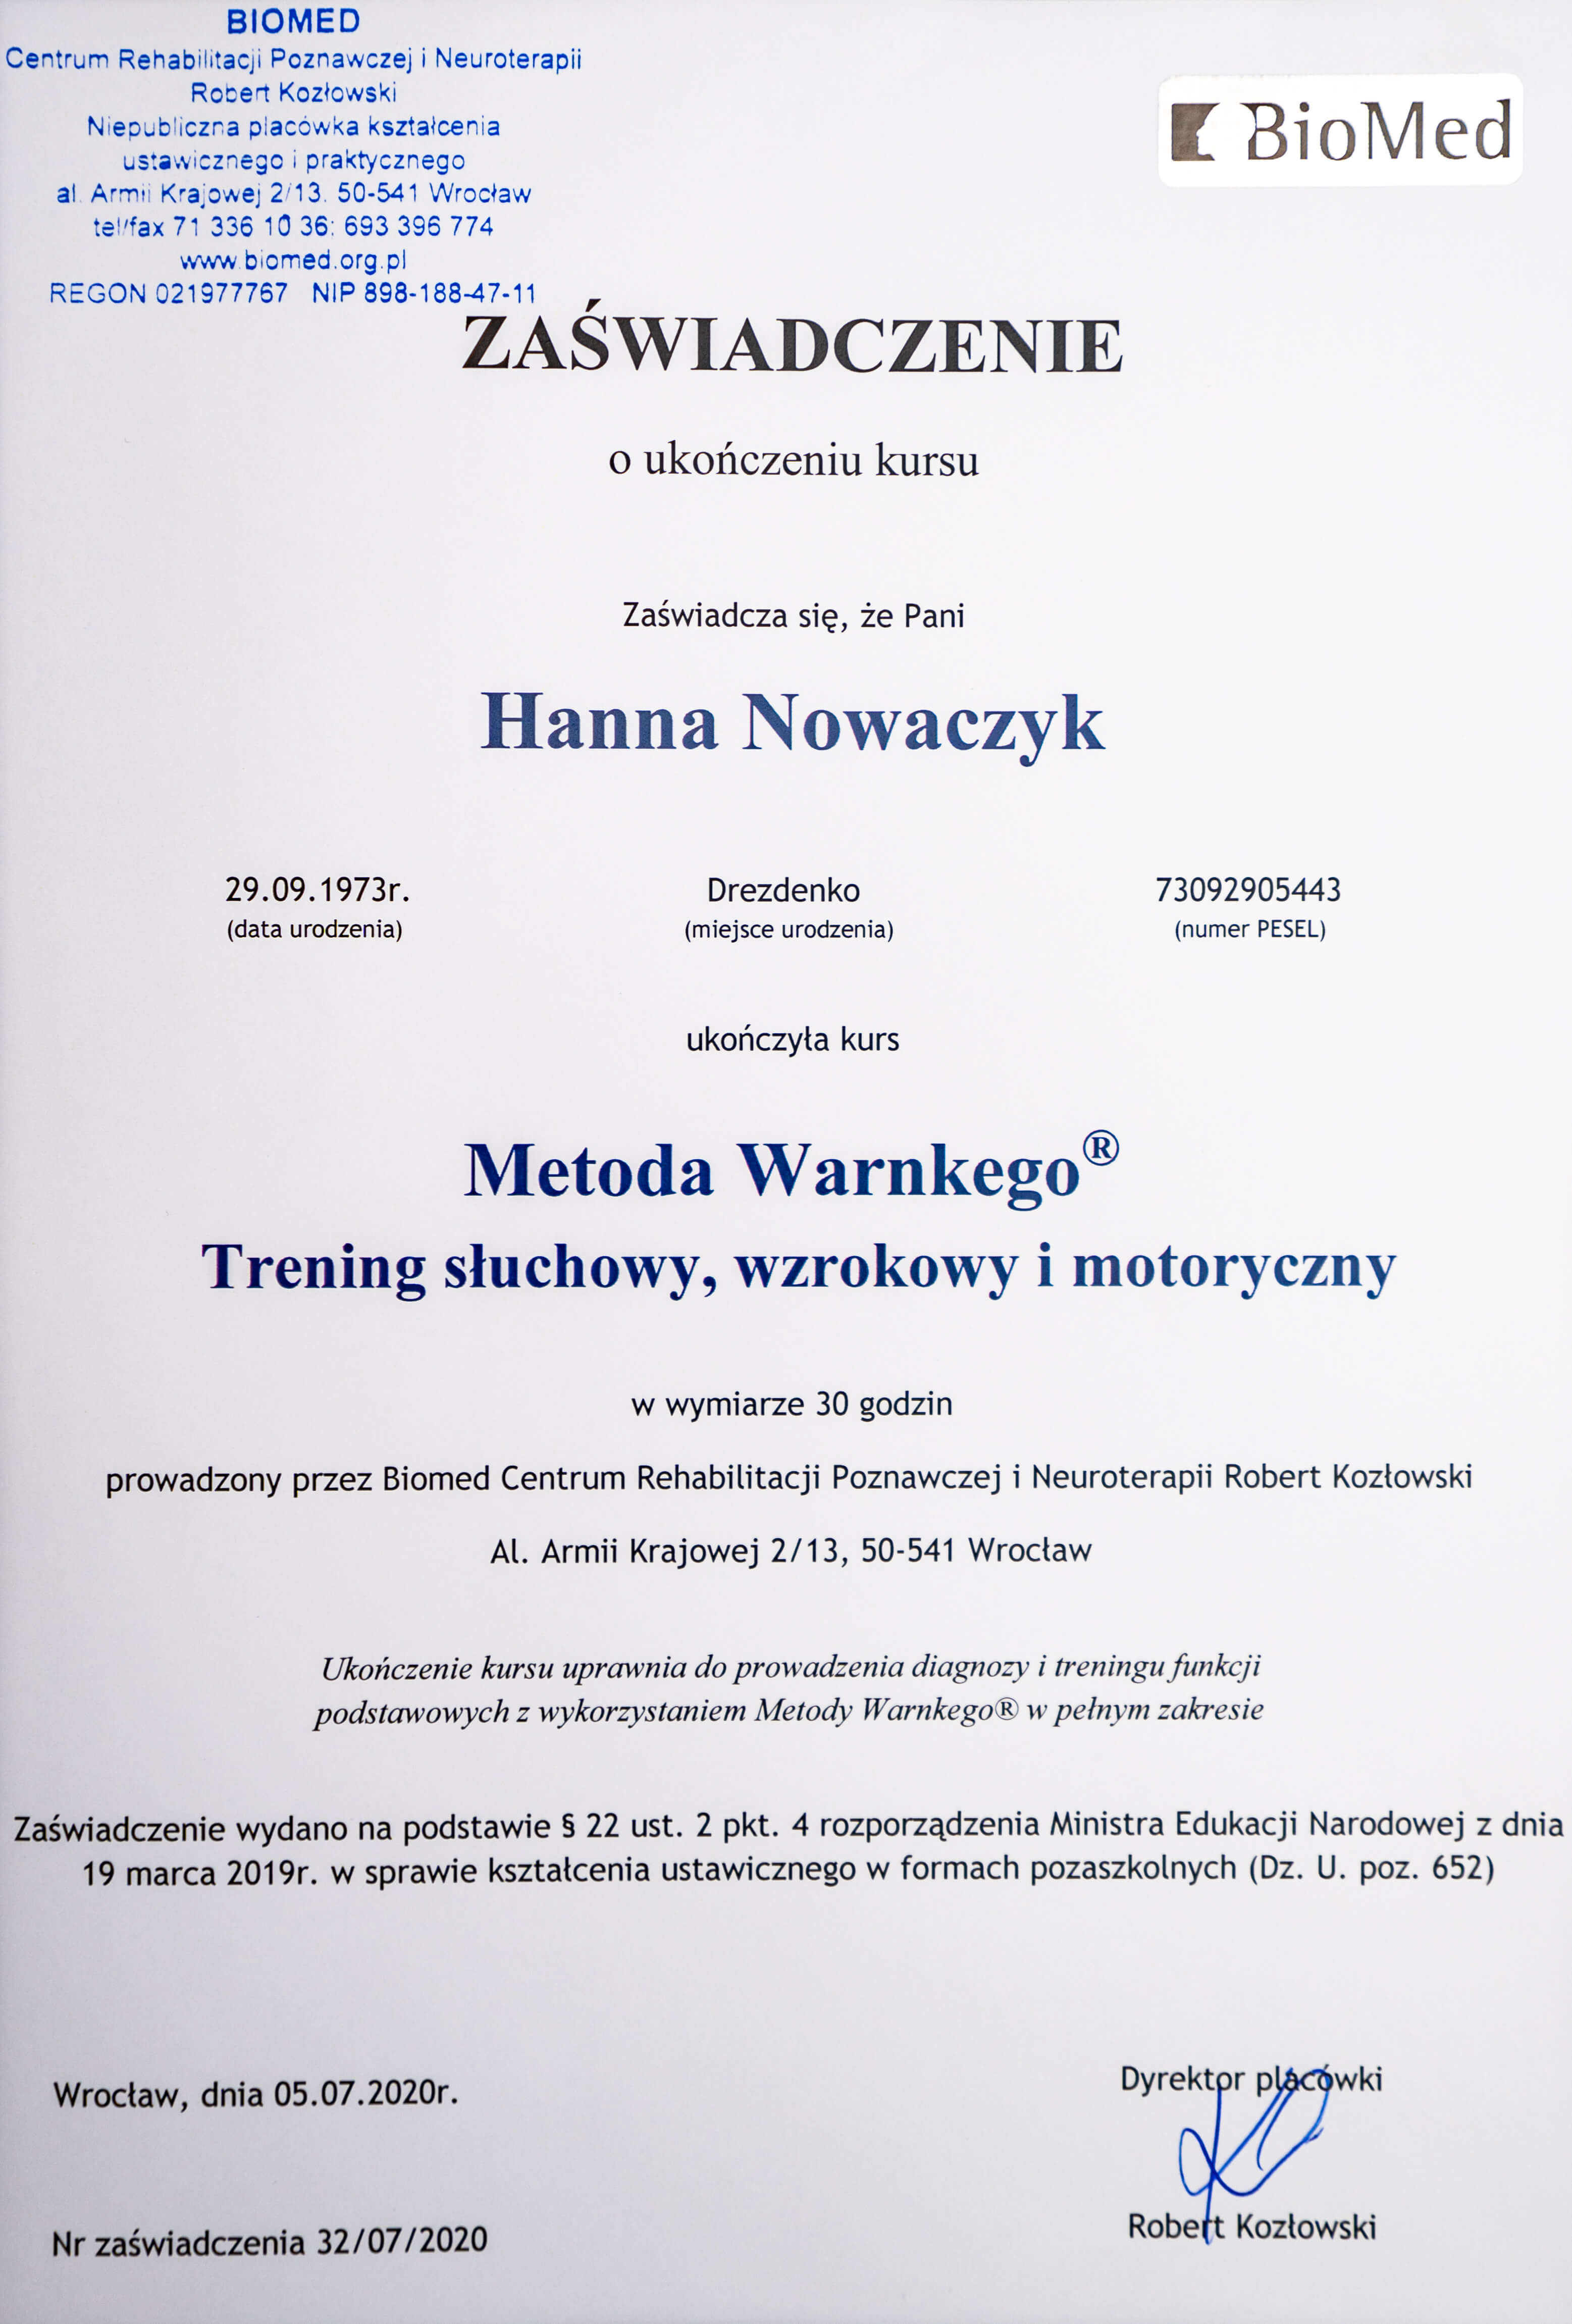 BIOMED
Centrum Rehabilitacji Poznawczej i Neuroterapii
Robert Kozłowski
Niepubliczna placówka kształcenia
ustawicznego i praktycznego
al. Armii Krajowej 2/13, 50-541 Wrocław
tel/fax 71 336 10 36; 693 396 774
www.biomed.org.pl
REGON 021977767 NIP 898-188-47-11
BioMed
ZAŚWIADCZENIE
o ukończeniu kursu
Zaświadcza się, że Pani
Hanna Nowaczyk
29.09.1973r. Drezdenko 73092905443
(data urodzenia) (miejsce urodzenia) (numer PESEL)
ukończyła kurs
Metoda Warnkego®
Trening słuchowy, wzrokowy i motoryczny
w wymiarze 30 godzin
prowadzony przez Biomed Centrum Rehabilitacji Poznawczej i Neuroterapii Robert Kozłowski
Al. Armii Krajowej 2/13, 50-541 Wrocław
Ukończenie kursu uprawnia do prowadzenia diagnozy i treningu funkcji
podstawowych z wykorzystaniem Metody Warnkego® w pełnym zakresie
Zaświadczenie wydano na podstawie § 22 ust. 2 pkt. 4 rozporządzenia Ministra Edukacji Narodowej z dnia
19 marca 2019r. w sprawie kształcenia ustawicznego w formach pozaszkolnych (Dz. U. poz. 652)
Wrocław, dnia 05.07.2020r.
Dyrektor placówki
Robert Kozłowski
Nr zaświadczenia 32/07/2020